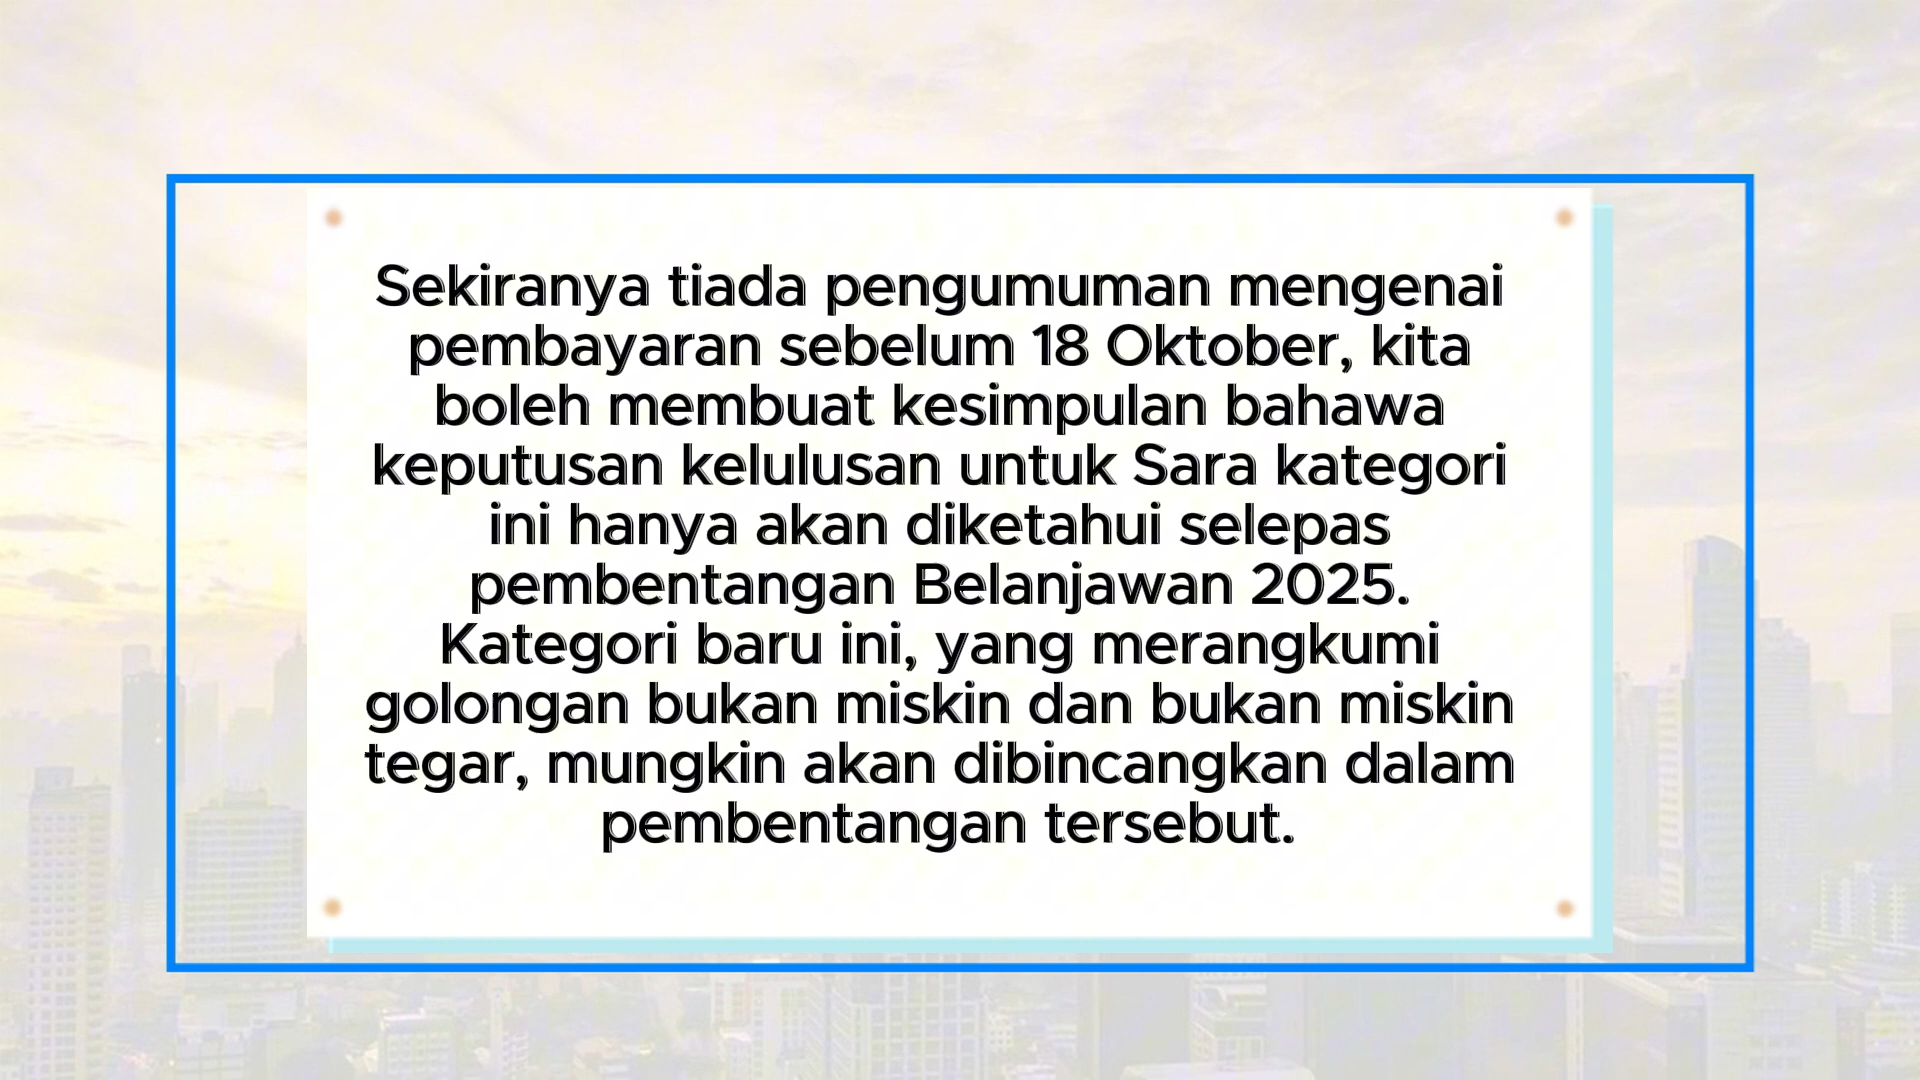 Sekiranya tiada pengumuman mengenai
pembayaran sebelum 18 Oktober, kita
boleh membuat kesimpulan bahawa
keputusan kelulusan untuk Sara kategori
ini hanya akan diketahui selepas
pembentangan Belanjawan 2025.
Kategori baru ini, yang merangkumi
golongan bukan miskin dan bukan miskin
tegar, mungkin akan dibincangkan dalam
pembentangan tersebut.